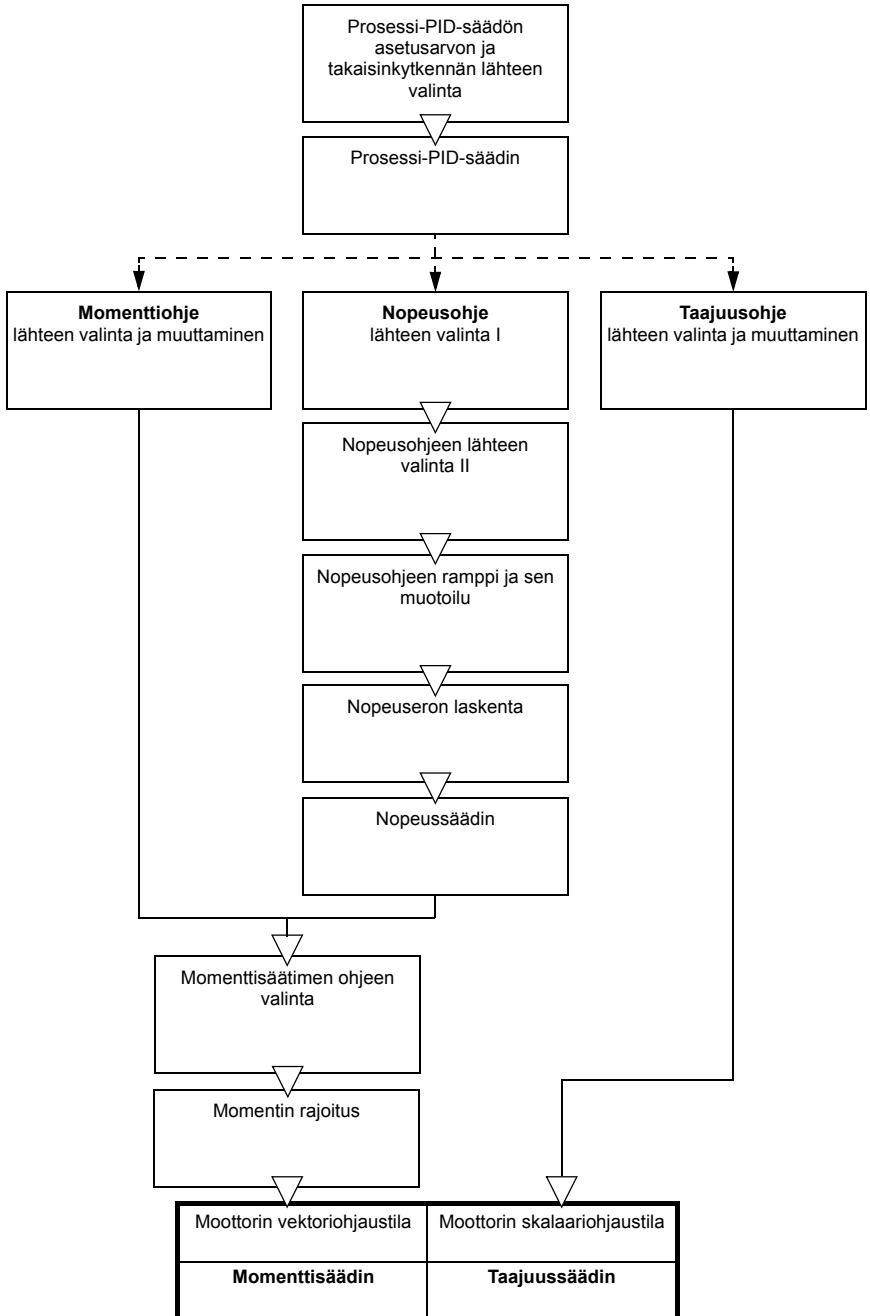 Prosessi-PID-säädön
asetusarvon ja
takaisinkytkennän lähteen
valinta
Prosessi-PID-säädin
Momenttiohje
lähteen valinta ja muuttaminen
Nopeusohje
lähteen valinta I
Taajuusohje
lähteen valinta ja muuttaminen
Nopeusohjeen lähteen
valinta II
Nopeusohjeen ramppi ja sen
muotoilu
Nopeuseron laskenta
Nopeussäädin
Momenttisäätimen ohjeen
valinta
Momentin rajoitus
Moottorin vektoriohjaustila
Moottorin skalaariohjaustila
Momenttisäädin
Taajuussäädin